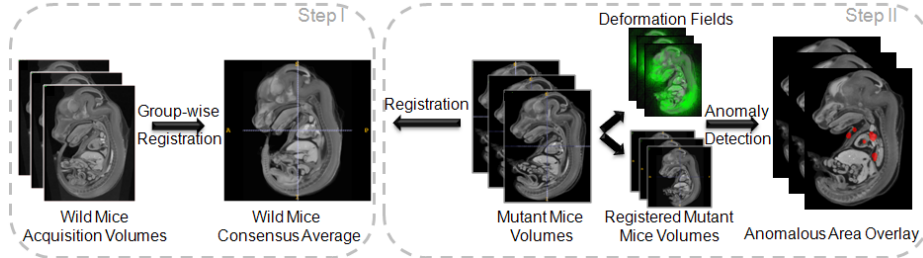 Step I
Step II
Deformation Fields
Group-wise
Registration
Registration
Anomaly
Detection
A
P
Wild Mice
Acquisition Volumes
Wild Mice
Consensus Average
Mutant Mice
Volumes
Registered Mutant
Mice Volumes
Anomalous Area Overlay